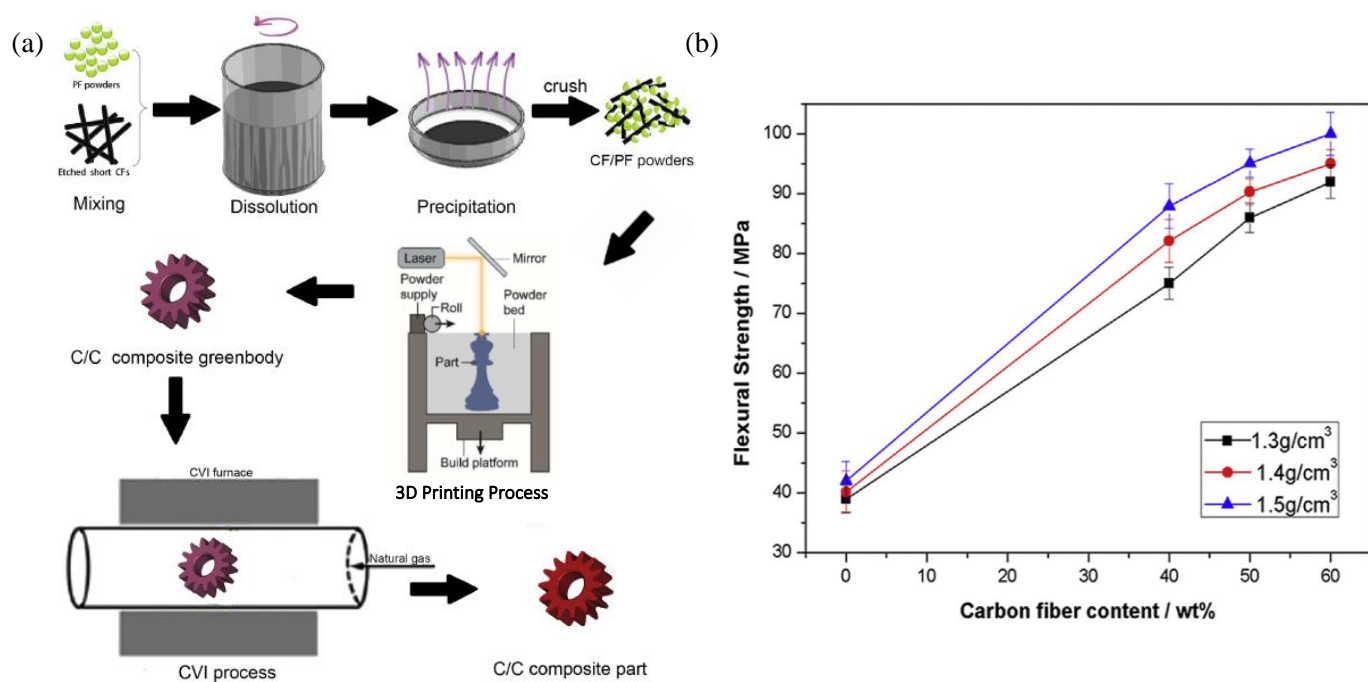 (a)
PF powders
Etched short CFs
Mixing
Dissolution
Precipitation
crush
CF/PF powders
Laser
Mirror
Powder
supply
Roll
Powder
bed
Part
Build platform
3D Printing Process
C/C composite greenbody
CVI furnace
Natural gas
CVI process
C/C composite part
(b)
Flexural Strength / MPa
100
90
80
70
60
50
40
30
0
10
20
30
40
50
60
Carbon fiber content / wt%
1.3g/cm³
1.4g/cm³
1.5g/cm³